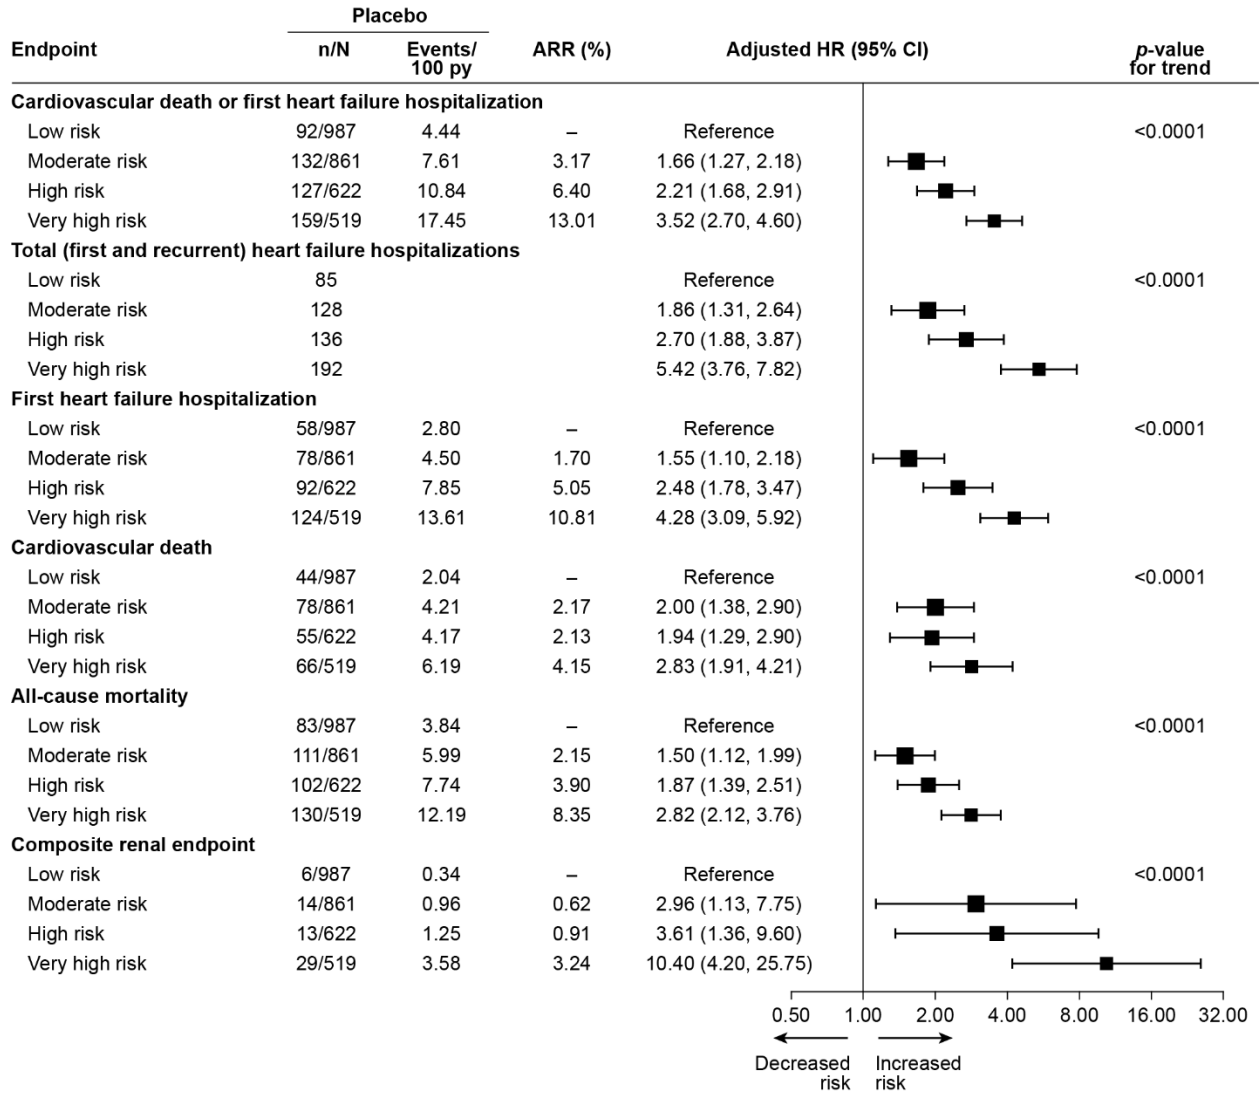 Placebo
Endpoint n/N Events/ 100 py ARR (%) Adjusted HR (95% CI) p-value for trend
Cardiovascular death or first heart failure hospitalization
Low risk 92/987 4.44 – Reference <0.0001
Moderate risk 132/861 7.61 3.17 1.66 (1.27, 2.18)
High risk 127/622 10.84 6.40 2.21 (1.68, 2.91)
Very high risk 159/519 17.45 13.01 3.52 (2.70, 4.60)
Total (first and recurrent) heart failure hospitalizations
Low risk 85 Reference <0.0001
Moderate risk 128 1.86 (1.31, 2.64)
High risk 136 2.70 (1.88, 3.87)
Very high risk 192 5.42 (3.76, 7.82)
First heart failure hospitalization
Low risk 58/987 2.80 – Reference <0.0001
Moderate risk 78/861 4.50 1.70 1.55 (1.10, 2.18)
High risk 92/622 7.85 5.05 2.48 (1.78, 3.47)
Very high risk 124/519 13.61 10.81 4.28 (3.09, 5.92)
Cardiovascular death
Low risk 44/987 2.04 – Reference <0.0001
Moderate risk 78/861 4.21 2.17 2.00 (1.38, 2.90)
High risk 55/622 4.17 2.13 1.94 (1.29, 2.90)
Very high risk 66/519 6.19 4.15 2.83 (1.91, 4.21)
All-cause mortality
Low risk 83/987 3.84 – Reference <0.0001
Moderate risk 111/861 5.99 2.15 1.50 (1.12, 1.99)
High risk 102/622 7.74 3.90 1.87 (1.39, 2.51)
Very high risk 130/519 12.19 8.35 2.82 (2.12, 3.76)
Composite renal endpoint
Low risk 6/987 0.34 – Reference <0.0001
Moderate risk 14/861 0.96 0.62 2.96 (1.13, 7.75)
High risk 13/622 1.25 0.91 3.61 (1.36, 9.60)
Very high risk 29/519 3.58 3.24 10.40 (4.20, 25.75)
0.50 1.00 2.00 4.00 8.00 16.00 32.00
Decreased risk
Increased risk